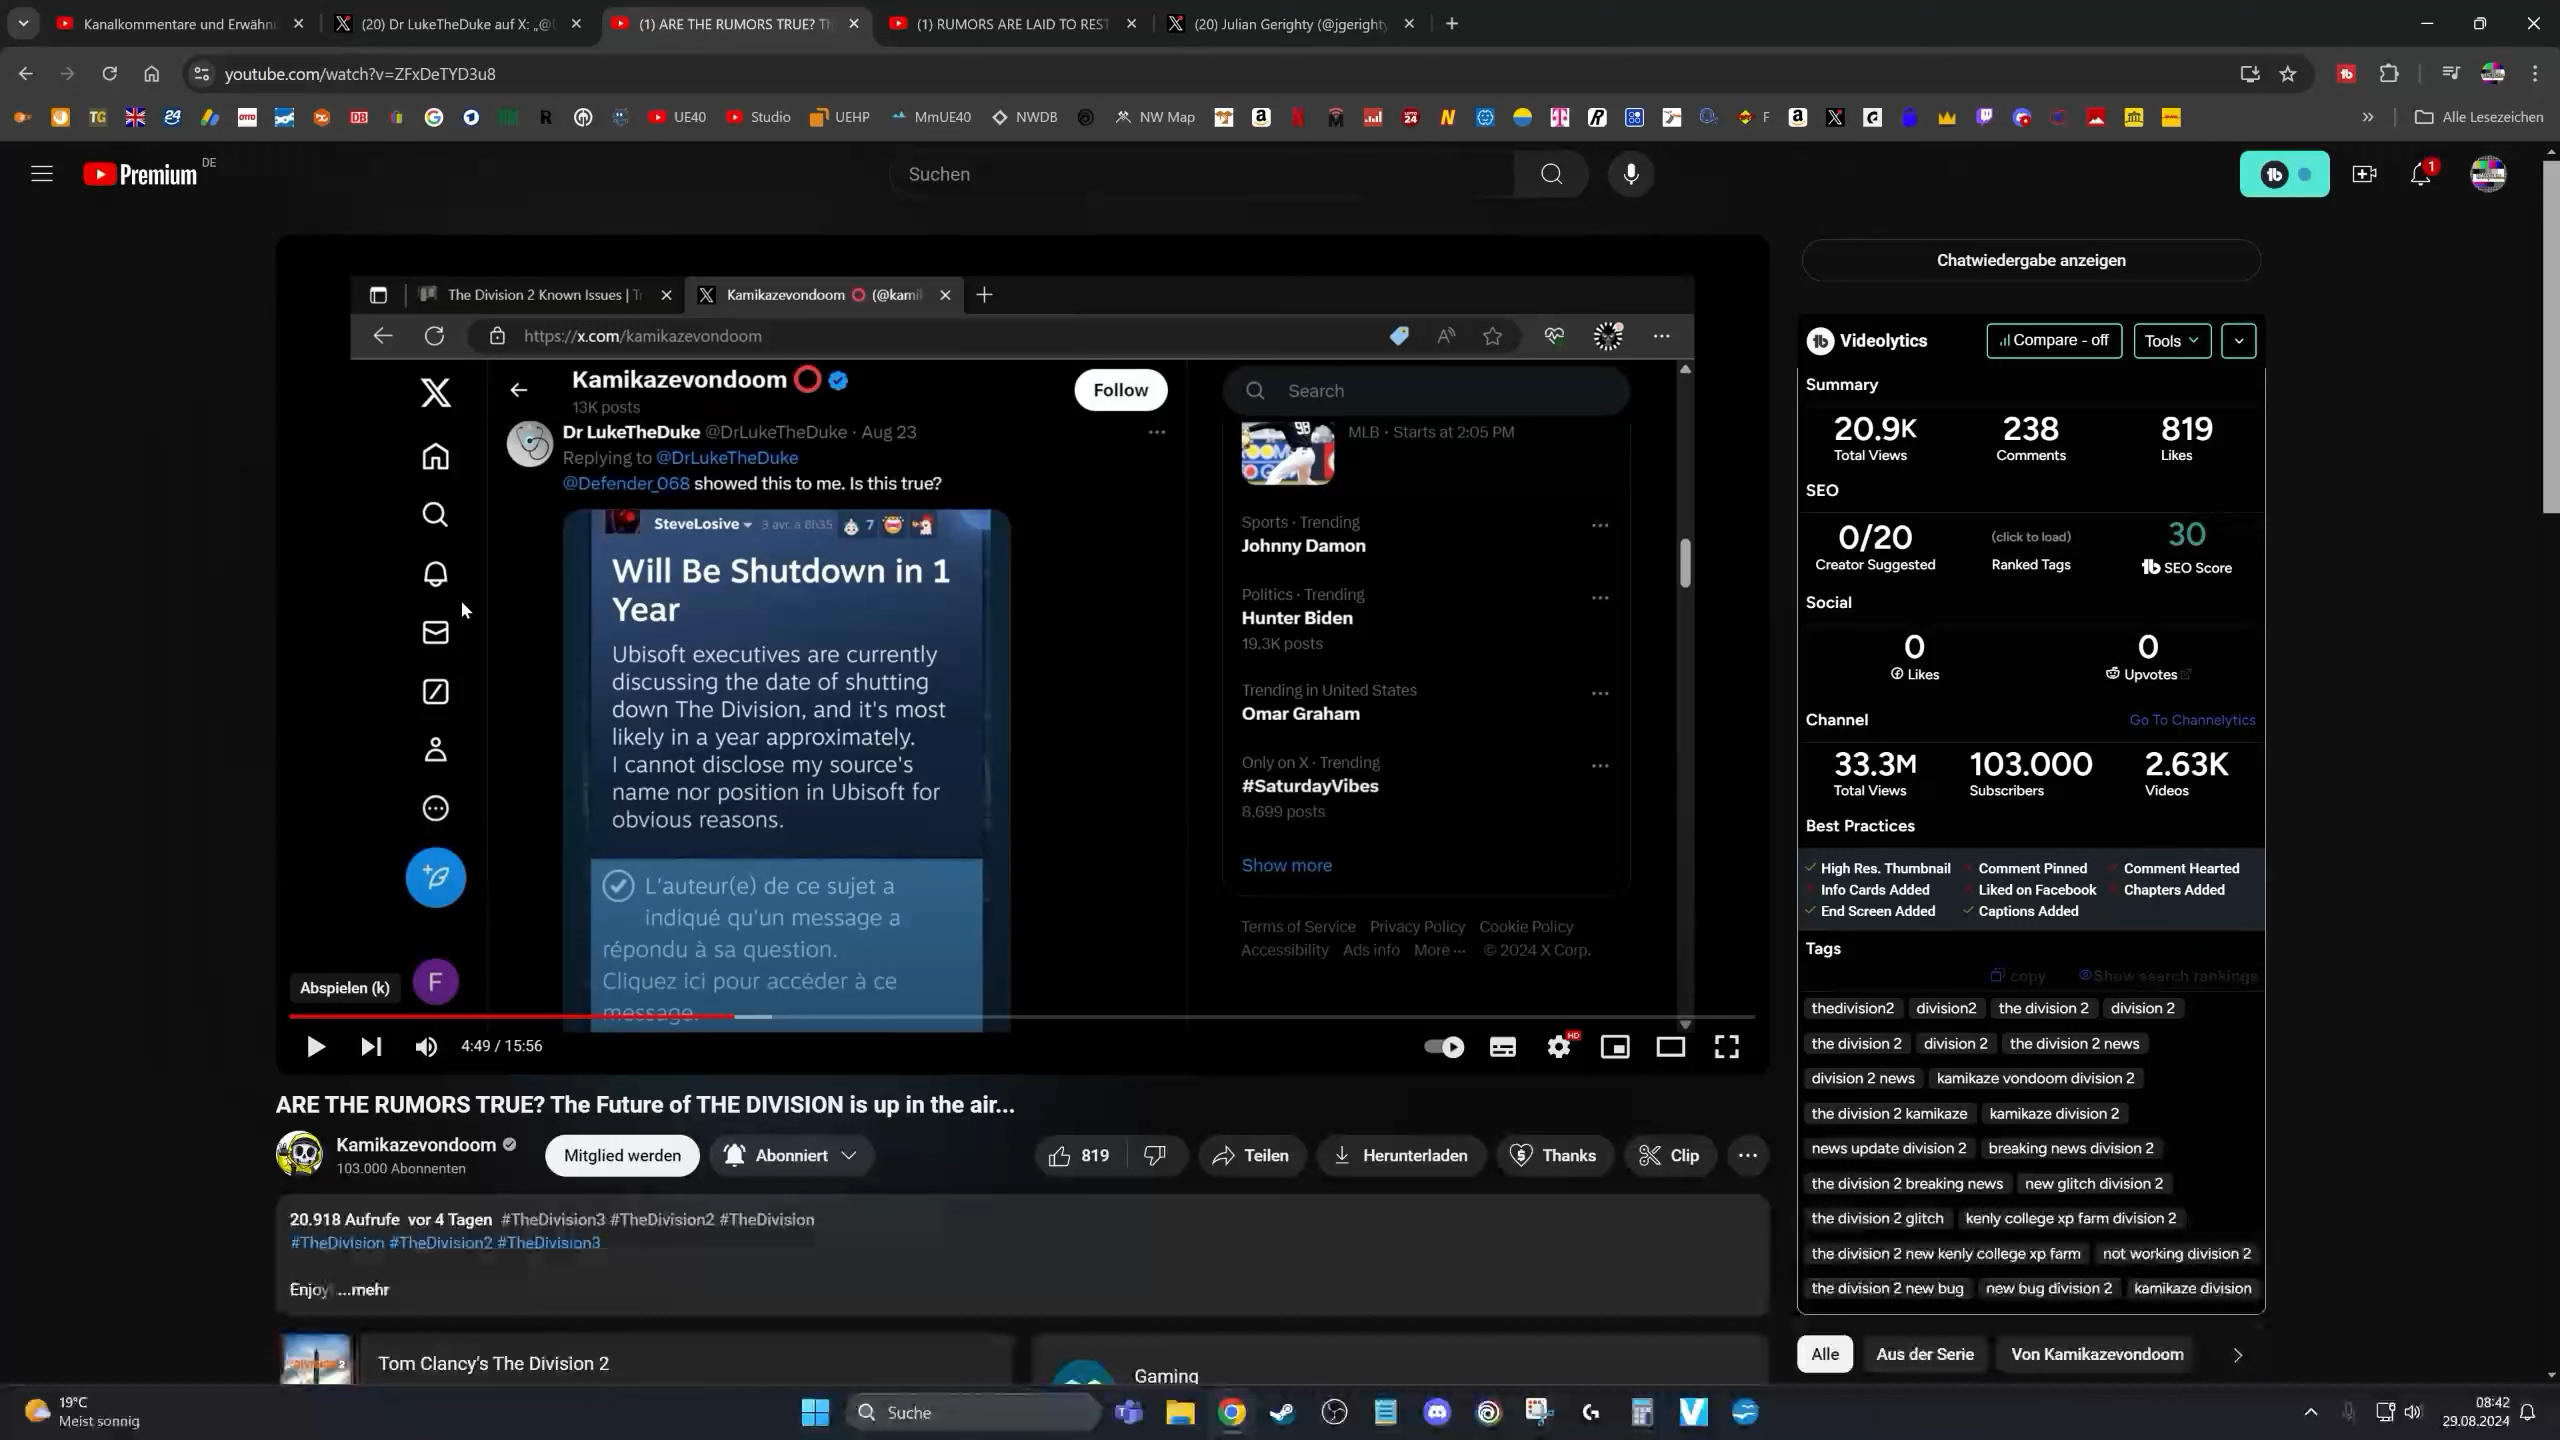 Kanalkommentare und Erwähnu
(20) Dr LukeTheDuke auf X: „@
(1) ARE THE RUMORS TRUE? Th
(1) RUMORS ARE LAID TO REST
(20) Julian Gerighty (@jgerighty
youtube.com/watch?v=ZFxDeTYD3u8
UE40
Studio
UEHP
MmUE40
NWDB
NW Map
F
Alle Lesezeichen
Premium
DE
Suchen
1
The Division 2 Known Issues | Tr
Kamikazevondoom ⭕ (@kami
https://x.com/kamikazevondoom
Kamikazevondoom
13K posts
Follow
Search
Dr LukeTheDuke @DrLukeTheDuke · Aug 23
Replying to @DrLukeTheDuke
@Defender_068 showed this to me. Is this true?
SteveLosive 3 avr. a 8h35 7
Will Be Shutdown in 1
Year
Ubisoft executives are currently
discussing the date of shutting
down The Division, and it's most
likely in a year approximately.
I cannot disclose my source's
name nor position in Ubisoft for
obvious reasons.
L'auteur(e) de ce sujet a
indiqué qu'un message a
répondu à sa question.
Cliquez ici pour accéder à ce
message.
MLB · Starts at 2:05 PM
Sports · Trending
Johnny Damon
Politics · Trending
Hunter Biden
19.3K posts
Trending in United States
Omar Graham
Only on X · Trending
#SaturdayVibes
8,699 posts
Show more
Terms of Service Privacy Policy Cookie Policy
Accessibility Ads info More ··· © 2024 X Corp.
F
Abspielen (k)
4:49 / 15:56
HD
ARE THE RUMORS TRUE? The Future of THE DIVISION is up in the air...
Kamikazevondoom
103.000 Abonnenten
Mitglied werden
Abonniert
819
Teilen
Herunterladen
Thanks
Clip
20.918 Aufrufe vor 4 Tagen #TheDivision3 #TheDivision2 #TheDivision
#TheDivision #TheDivision2 #TheDivision3
Enjoy ...mehr
Tom Clancy's The Division 2
Gaming
Chatwiedergabe anzeigen
Videolytics
Compare - off
Tools
Summary
20.9K 238 819
Total Views Comments Likes
SEO
0/20 (click to load) 30
Creator Suggested Ranked Tags SEO Score
Social
0 0
Likes Upvotes
Channel Go To Channelytics
33.3M 103.000 2.63K
Total Views Subscribers Videos
Best Practices
High Res. Thumbnail Comment Pinned Comment Hearted
Info Cards Added Liked on Facebook Chapters Added
End Screen Added Captions Added
Tags
copy Show search rankings
thedivision2 division2 the division 2 division 2
the division 2 division 2 the division 2 news
division 2 news kamikaze vondoom division 2
the division 2 kamikaze kamikaze division 2
news update division 2 breaking news division 2
the division 2 breaking news new glitch division 2
the division 2 glitch kenly college xp farm division 2
the division 2 new kenly college xp farm not working division 2
the division 2 new bug new bug division 2 kamikaze division
Alle
Aus der Serie
Von Kamikazevondoom
19°C
Meist sonnig
Suche
08:42
29.08.2024